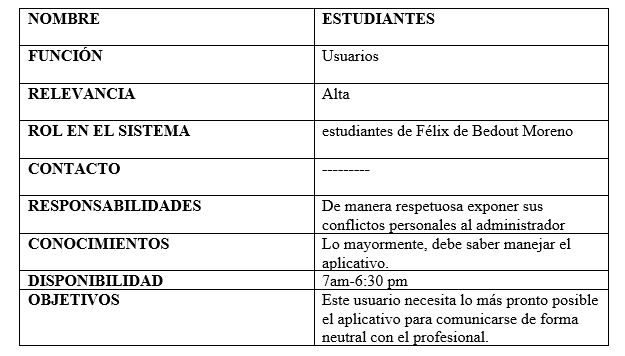 NOMBRE ESTUDIANTES
FUNCIÓN Usuarios
RELEVANCIA Alta
ROL EN EL SISTEMA estudiantes de Félix de Bedout Moreno
CONTACTO ---------
RESPONSABILIDADES De manera respetuosa exponer sus
conflictos personales al administrador
CONOCIMIENTOS Lo mayormente, debe saber manejar el
aplicativo.
DISPONIBILIDAD 7am-6:30 pm
OBJETIVOS Este usuario necesita lo más pronto posible
el aplicativo para comunicarse de forma
neutral con el profesional.